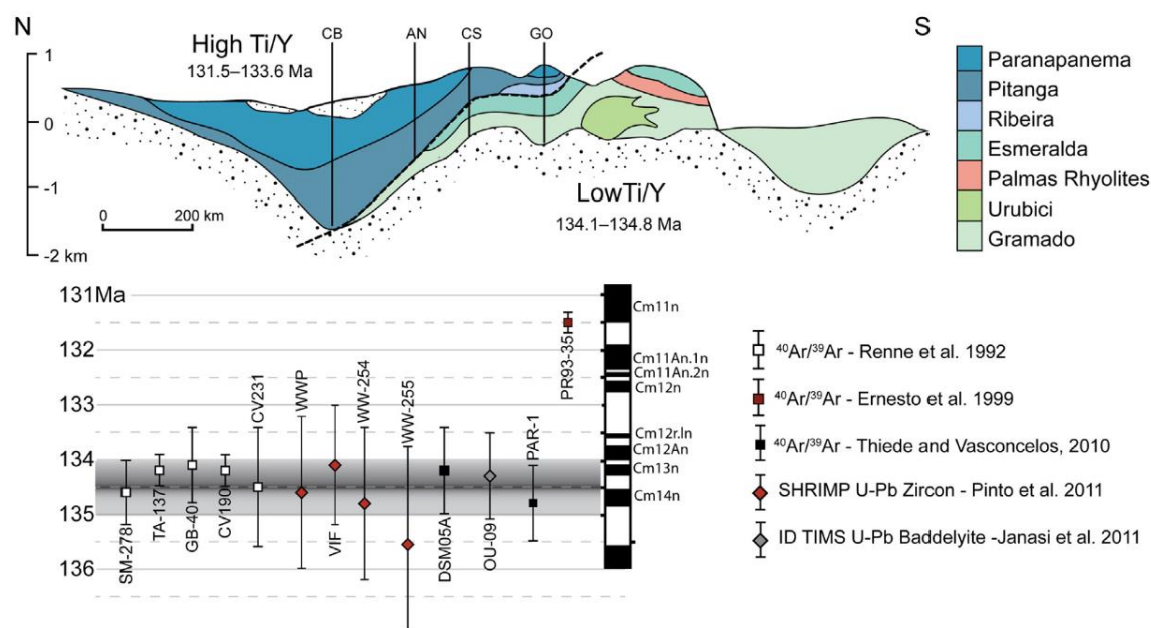 N
S
High Ti/Y
131.5–133.6 Ma
CB
AN
CS
GO
1
0
-1
-2 km
0
200 km
LowTi/Y
134.1–134.8 Ma
Paranapanema
Pitanga
Ribeira
Esmeralda
Palmas Rhyolites
Urubici
Gramado
131Ma
132
133
134
135
136
SM-278
TA-137
GB-40
CV190
CV231
WWP
VIF
WW-254
WW-255
DSM05A
OU-09
PAR-1
PR93-35
Cm11n
Cm11An.1n
Cm11An.2n
Cm12n
Cm12r.ln
Cm12An
Cm13n
Cm14n
⁴⁰Ar/³⁹Ar - Renne et al. 1992
⁴⁰Ar/³⁹Ar - Ernesto et al. 1999
⁴⁰Ar/³⁹Ar - Thiede and Vasconcelos, 2010
SHRIMP U-Pb Zircon - Pinto et al. 2011
ID TIMS U-Pb Baddelyite -Janasi et al. 2011